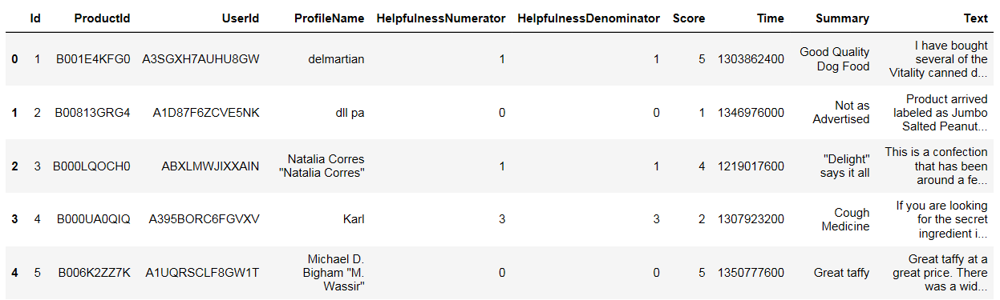 Id ProductId UserId ProfileName HelpfulnessNumerator HelpfulnessDenominator Score Time Summary Text
0 1 B001E4KFG0 A3SGXH7AUHU8GW delmartian 1 1 5 1303862400 Good Quality Dog Food I have bought several of the Vitality canned d...
1 2 B00813GRG4 A1D87F6ZCVE5NK dll pa 0 0 1 1346976000 Not as Advertised Product arrived labeled as Jumbo Salted Peanut...
2 3 B000LQOCH0 ABXLMWJIXXAIN Natalia Corres "Natalia Corres" 1 1 4 1219017600 "Delight" says it all This is a confection that has been around a fe...
3 4 B000UA0QIQ A395BORC6FGVXV Karl 3 3 2 1307923200 Cough Medicine If you are looking for the secret ingredient i...
4 5 B006K2ZZ7K A1UQRSCLF8GW1T Michael D. Bigham "M. Wassir" 0 0 5 1350777600 Great taffy Great taffy at a great price. There was a wid...